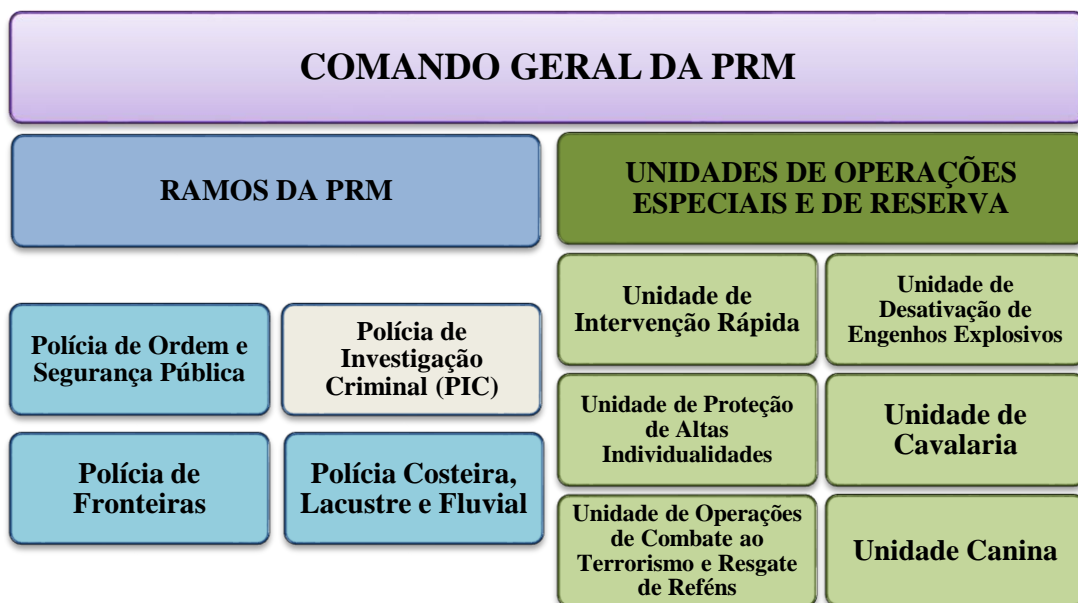 COMANDO GERAL DA PRM
RAMOS DA PRM
UNIDADES DE OPERAÇÕES
ESPECIAIS E DE RESERVA
Polícia de Ordem e
Segurança Pública
Polícia de
Investigação
Criminal (PIC)
Polícia de
Fronteiras
Polícia Costeira,
Lacustre e Fluvial
Unidade de
Intervenção Rápida
Unidade de
Desativação de
Engenhos Explosivos
Unidade de Proteção
de Altas
Individualidades
Unidade de
Cavalaria
Unidade de Operações
de Combate ao
Terrorismo e Resgate
de Reféns
Unidade Canina